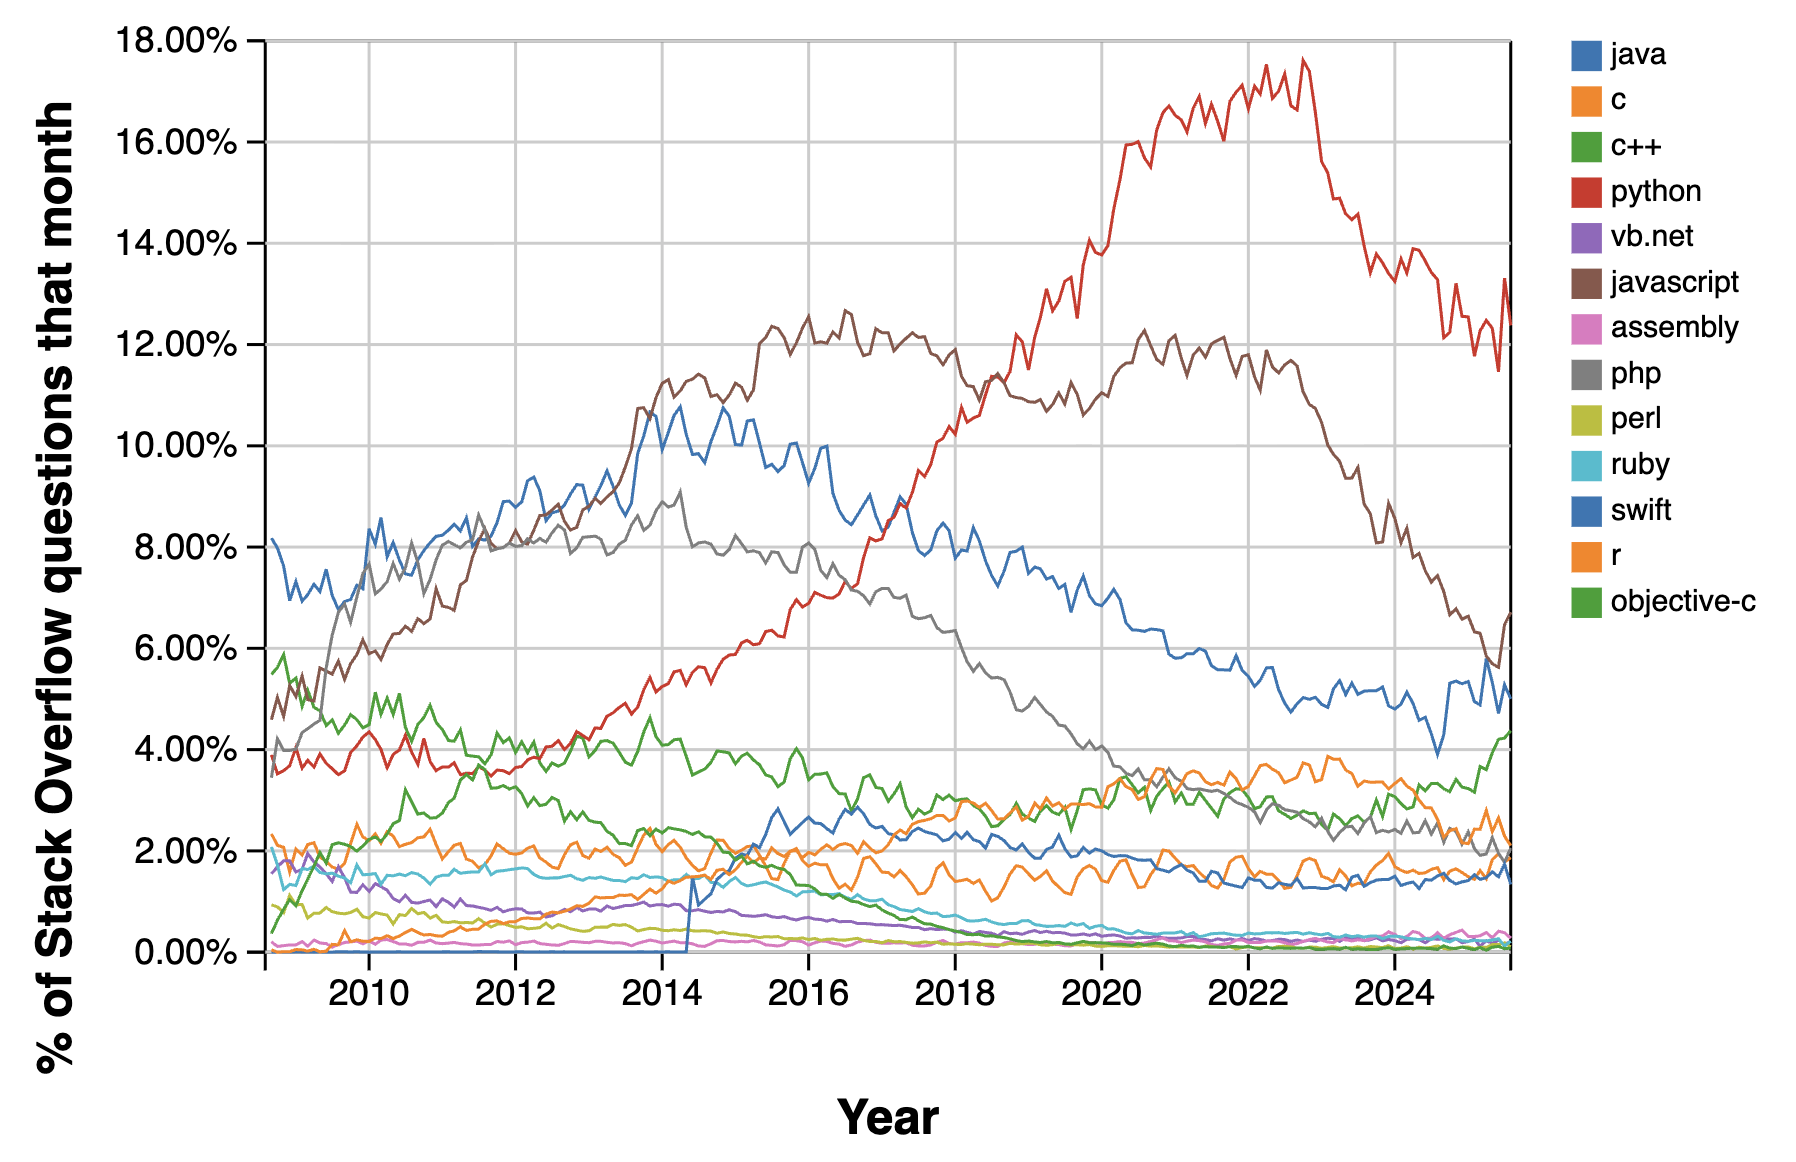 % of Stack Overflow questions that month
18.00%
16.00%
14.00%
12.00%
10.00%
8.00%
6.00%
4.00%
2.00%
0.00%
2010 2012 2014 2016 2018 2020 2022 2024
Year
java
c
c++
python
vb.net
javascript
assembly
php
perl
ruby
swift
r
objective-c